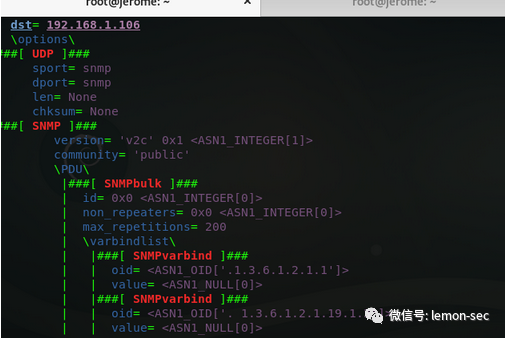 root@jerome: ~ × root@jerome: ~
dst= 192.168.1.106
\options\
###[ UDP ]###
sport= snmp
dport= snmp
len= None
chksum= None
###[ SNMP ]###
version= 'v2c' 0x1 <ASN1_INTEGER[1]>
community= 'public'
\PDU\
|###[ SNMPbulk ]###
| id= 0x0 <ASN1_INTEGER[0]>
| non_repeaters= 0x0 <ASN1_INTEGER[0]>
| max_repetitions= 200
| \varbindlist\
| |###[ SNMPvarbind ]###
| | oid= <ASN1_OID['.1.3.6.1.2.1.1']>
| | value= <ASN1_NULL[0]>
| |###[ SNMPvarbind ]###
| | oid= <ASN1_OID['. 1.3.6.1.2.1.19.1.
微信号: lemon-sec
| | value= <ASN1_NULL[0]>